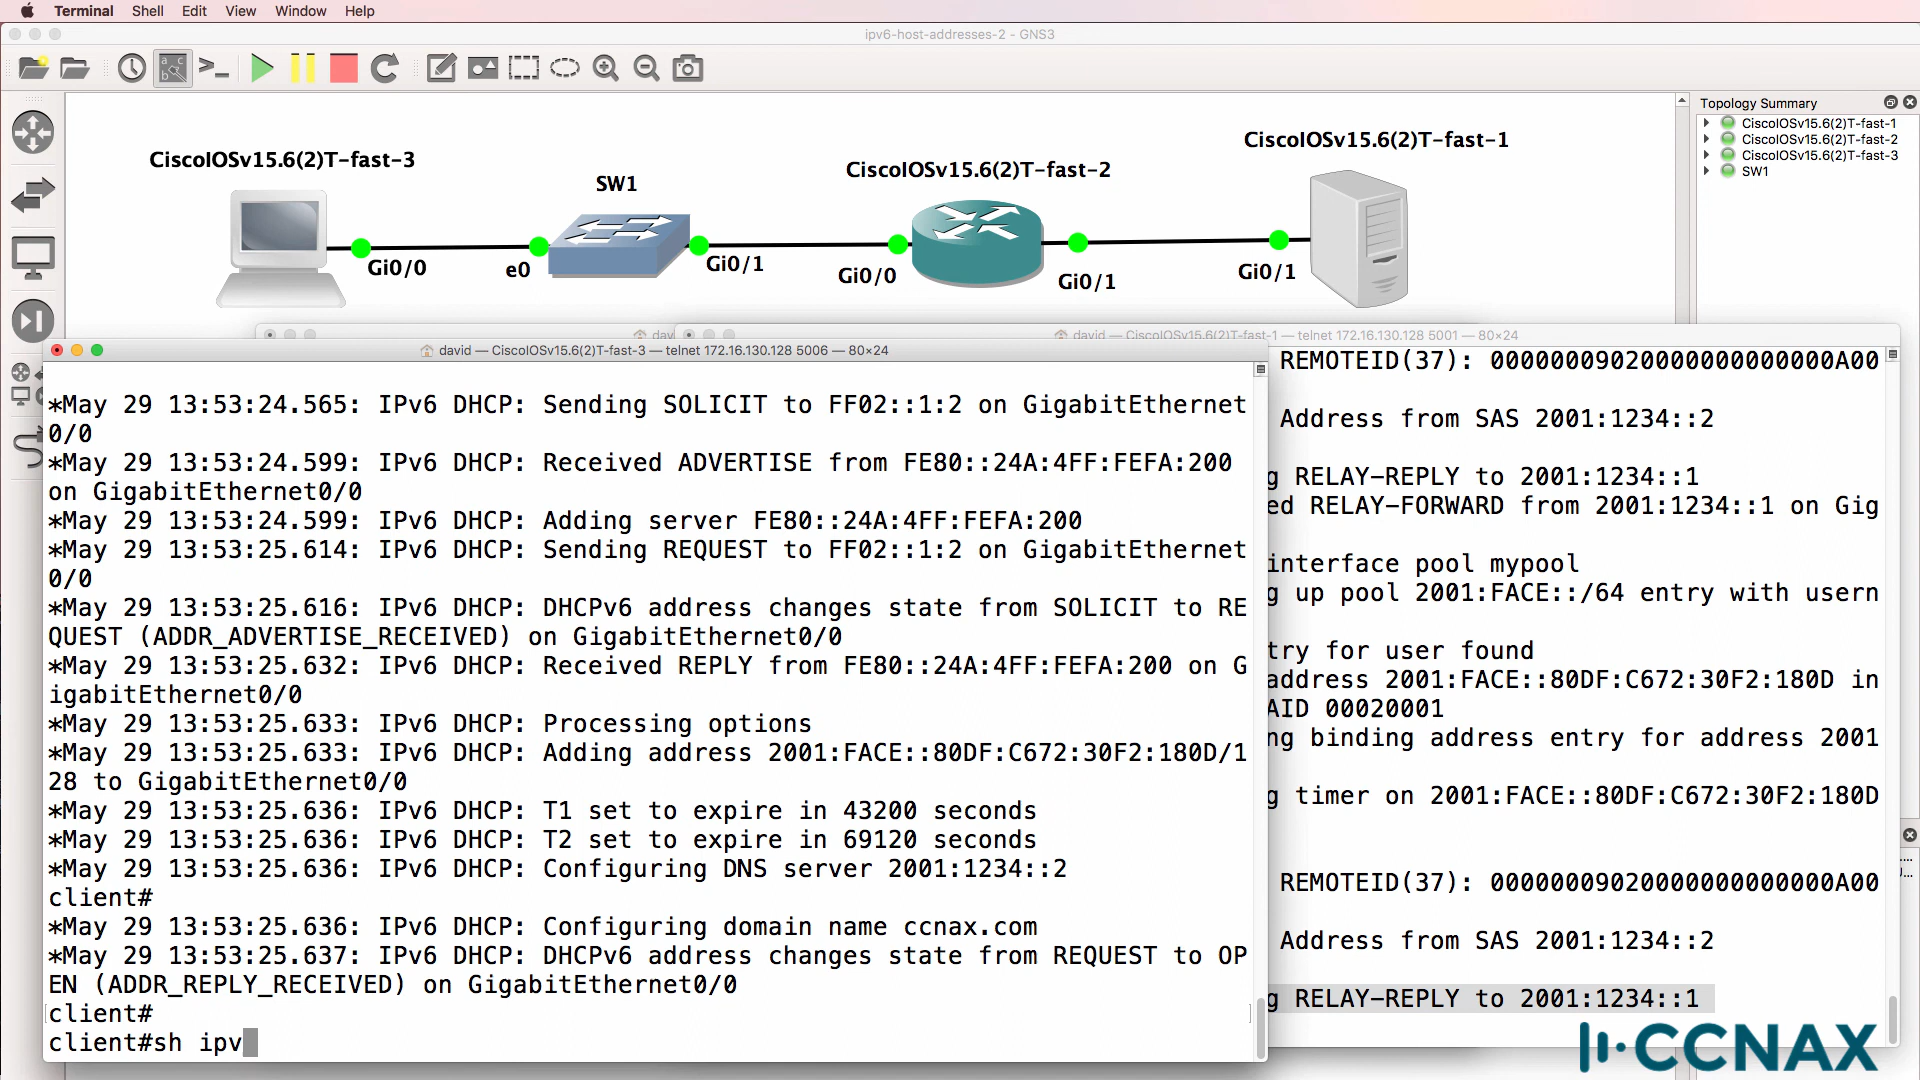 Terminal Shell Edit View Window Help
ipv6-host-addresses-2 - GNS3
Topology Summary
CiscoIOSv15.6(2)T-fast-1
CiscoIOSv15.6(2)T-fast-2
CiscoIOSv15.6(2)T-fast-3
SW1
CiscoIOSv15.6(2)T-fast-3
SW1
CiscoIOSv15.6(2)T-fast-2
CiscoIOSv15.6(2)T-fast-1
Gi0/0
e0
Gi0/1
Gi0/0
Gi0/1
Gi0/1
david — CiscoIOSv15.6(2)T-fast-1 — telnet 172.16.130.128 5001 — 80×24
david — CiscoIOSv15.6(2)T-fast-3 — telnet 172.16.130.128 5006 — 80×24
*May 29 13:53:24.565: IPv6 DHCP: Sending SOLICIT to FF02::1:2 on GigabitEthernet
0/0
*May 29 13:53:24.599: IPv6 DHCP: Received ADVERTISE from FE80::24A:4FF:FEFA:200
on GigabitEthernet0/0
*May 29 13:53:24.599: IPv6 DHCP: Adding server FE80::24A:4FF:FEFA:200
*May 29 13:53:25.614: IPv6 DHCP: Sending REQUEST to FF02::1:2 on GigabitEthernet
0/0
*May 29 13:53:25.616: IPv6 DHCP: DHCPv6 address changes state from SOLICIT to RE
QUEST (ADDR_ADVERTISE_RECEIVED) on GigabitEthernet0/0
*May 29 13:53:25.632: IPv6 DHCP: Received REPLY from FE80::24A:4FF:FEFA:200 on G
igabitEthernet0/0
*May 29 13:53:25.633: IPv6 DHCP: Processing options
*May 29 13:53:25.633: IPv6 DHCP: Adding address 2001:FACE::80DF:C672:30F2:180D/1
28 to GigabitEthernet0/0
*May 29 13:53:25.636: IPv6 DHCP: T1 set to expire in 43200 seconds
*May 29 13:53:25.636: IPv6 DHCP: T2 set to expire in 69120 seconds
*May 29 13:53:25.636: IPv6 DHCP: Configuring DNS server 2001:1234::2
client#
*May 29 13:53:25.636: IPv6 DHCP: Configuring domain name ccnax.com
*May 29 13:53:25.637: IPv6 DHCP: DHCPv6 address changes state from REQUEST to OP
EN (ADDR_REPLY_RECEIVED) on GigabitEthernet0/0
client#
client#sh ipv
REMOTEID(37): 00000009020000000000000A00
Address from SAS 2001:1234::2
g RELAY-REPLY to 2001:1234::1
ed RELAY-FORWARD from 2001:1234::1 on Gig
interface pool mypool
g up pool 2001:FACE::/64 entry with usern
try for user found
address 2001:FACE::80DF:C672:30F2:180D in
AID 00020001
ng binding address entry for address 2001
g timer on 2001:FACE::80DF:C672:30F2:180D
REMOTEID(37): 00000009020000000000000A00
Address from SAS 2001:1234::2
g RELAY-REPLY to 2001:1234::1
CCNAX